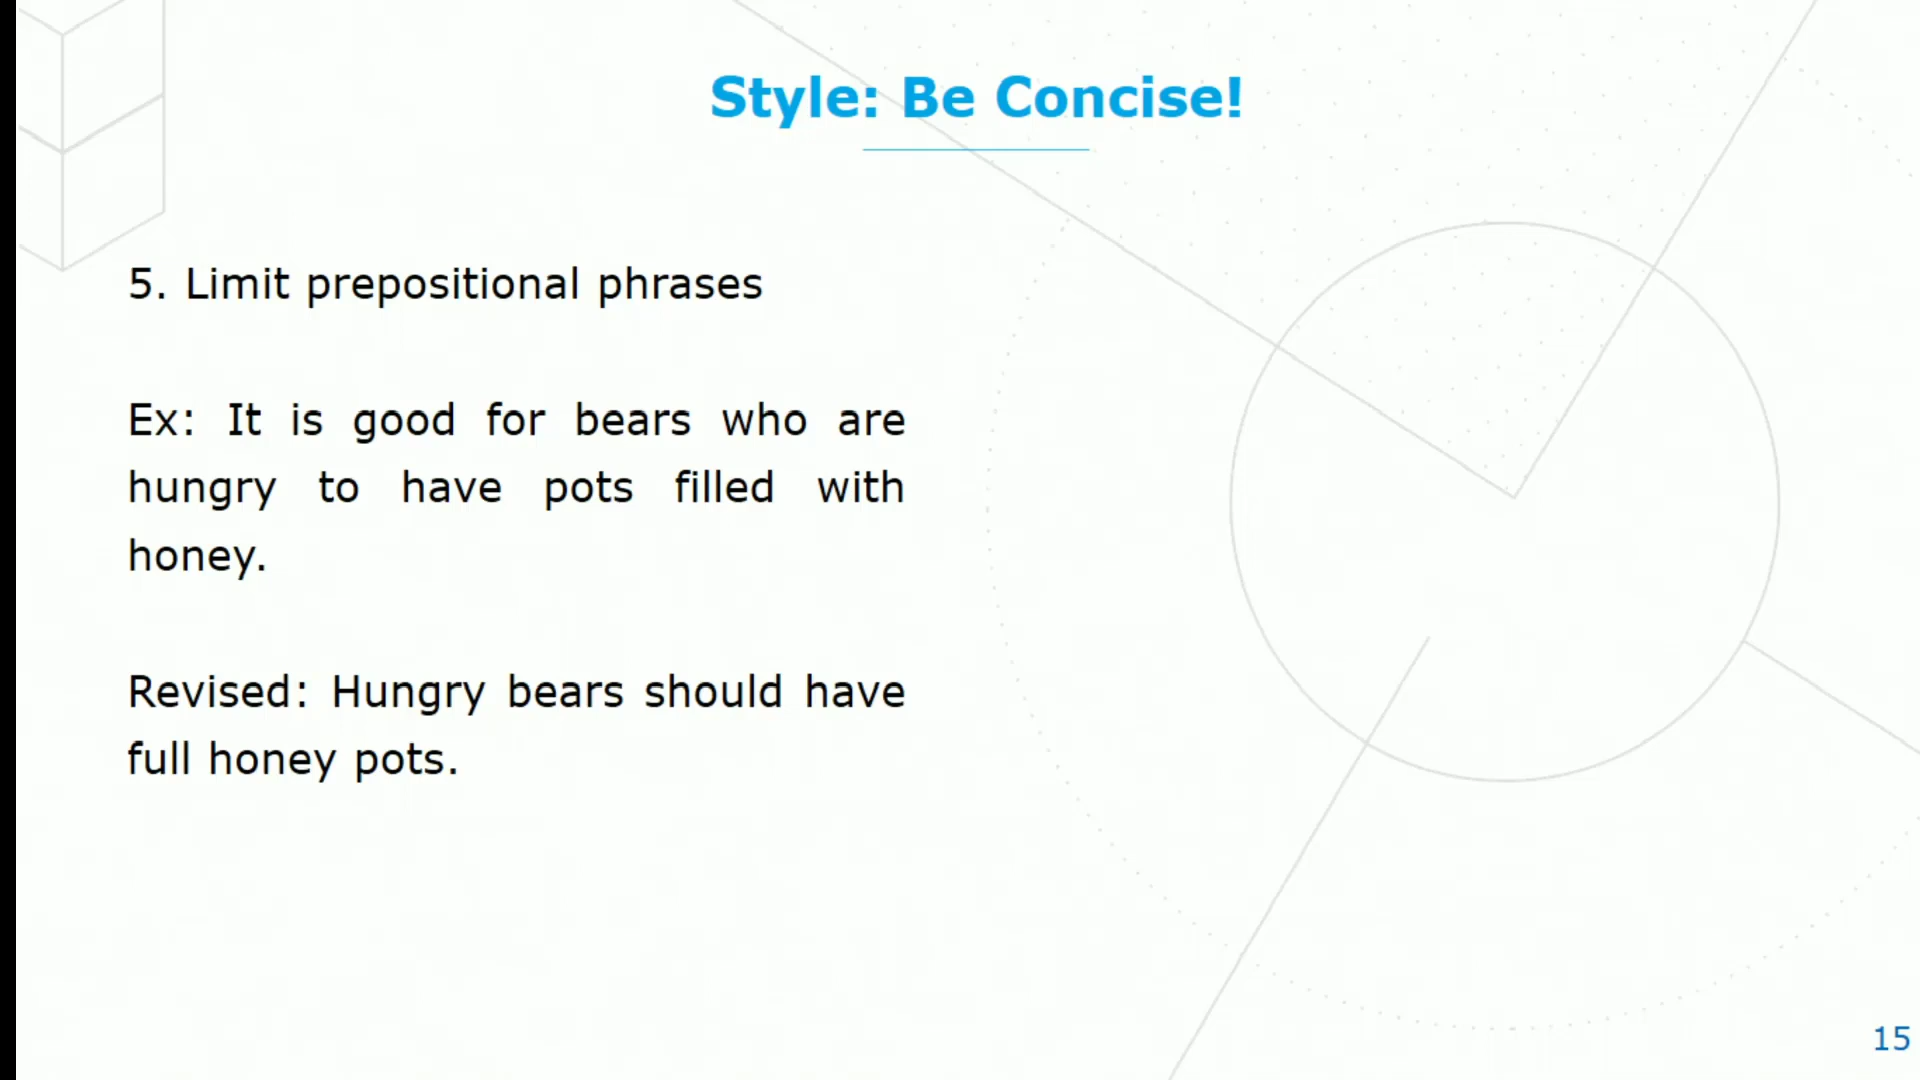 Style: Be Concise!
5. Limit prepositional phrases
Ex: It is good for bears who are
hungry to have pots filled with
honey.
Revised: Hungry bears should have
full honey pots.
15